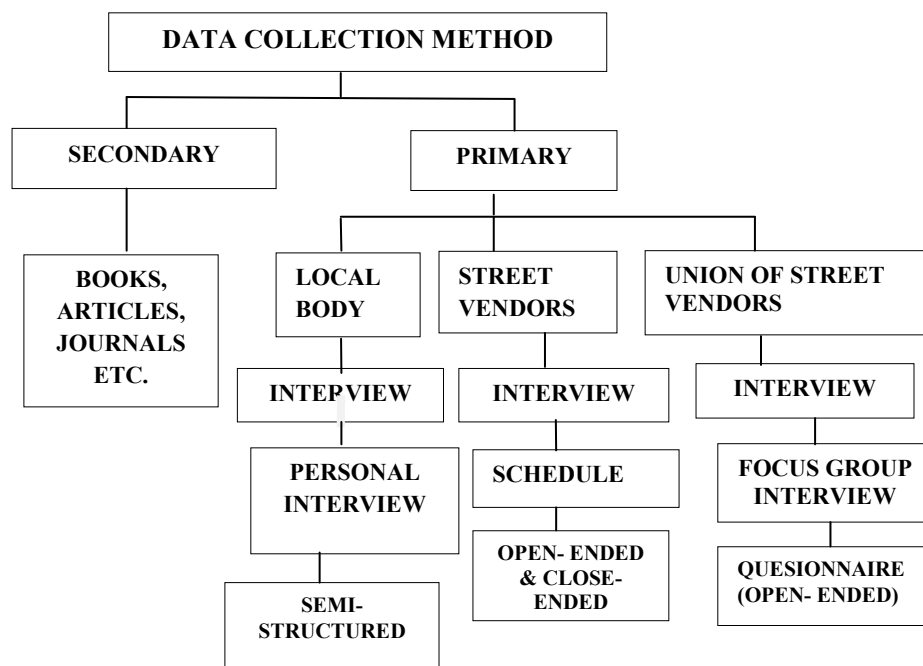 DATA COLLECTION METHOD
SECONDARY
PRIMARY
BOOKS,
ARTICLES,
JOURNALS
ETC.
LOCAL
BODY
STREET
VENDORS
UNION OF STREET
VENDORS
INTERVIEW
INTERVIEW
INTERVIEW
PERSONAL
INTERVIEW
SCHEDULE
FOCUS GROUP
INTERVIEW
SEMI-
STRUCTURED
OPEN- ENDED
& CLOSE-
ENDED
QUESIONNAIRE
(OPEN- ENDED)